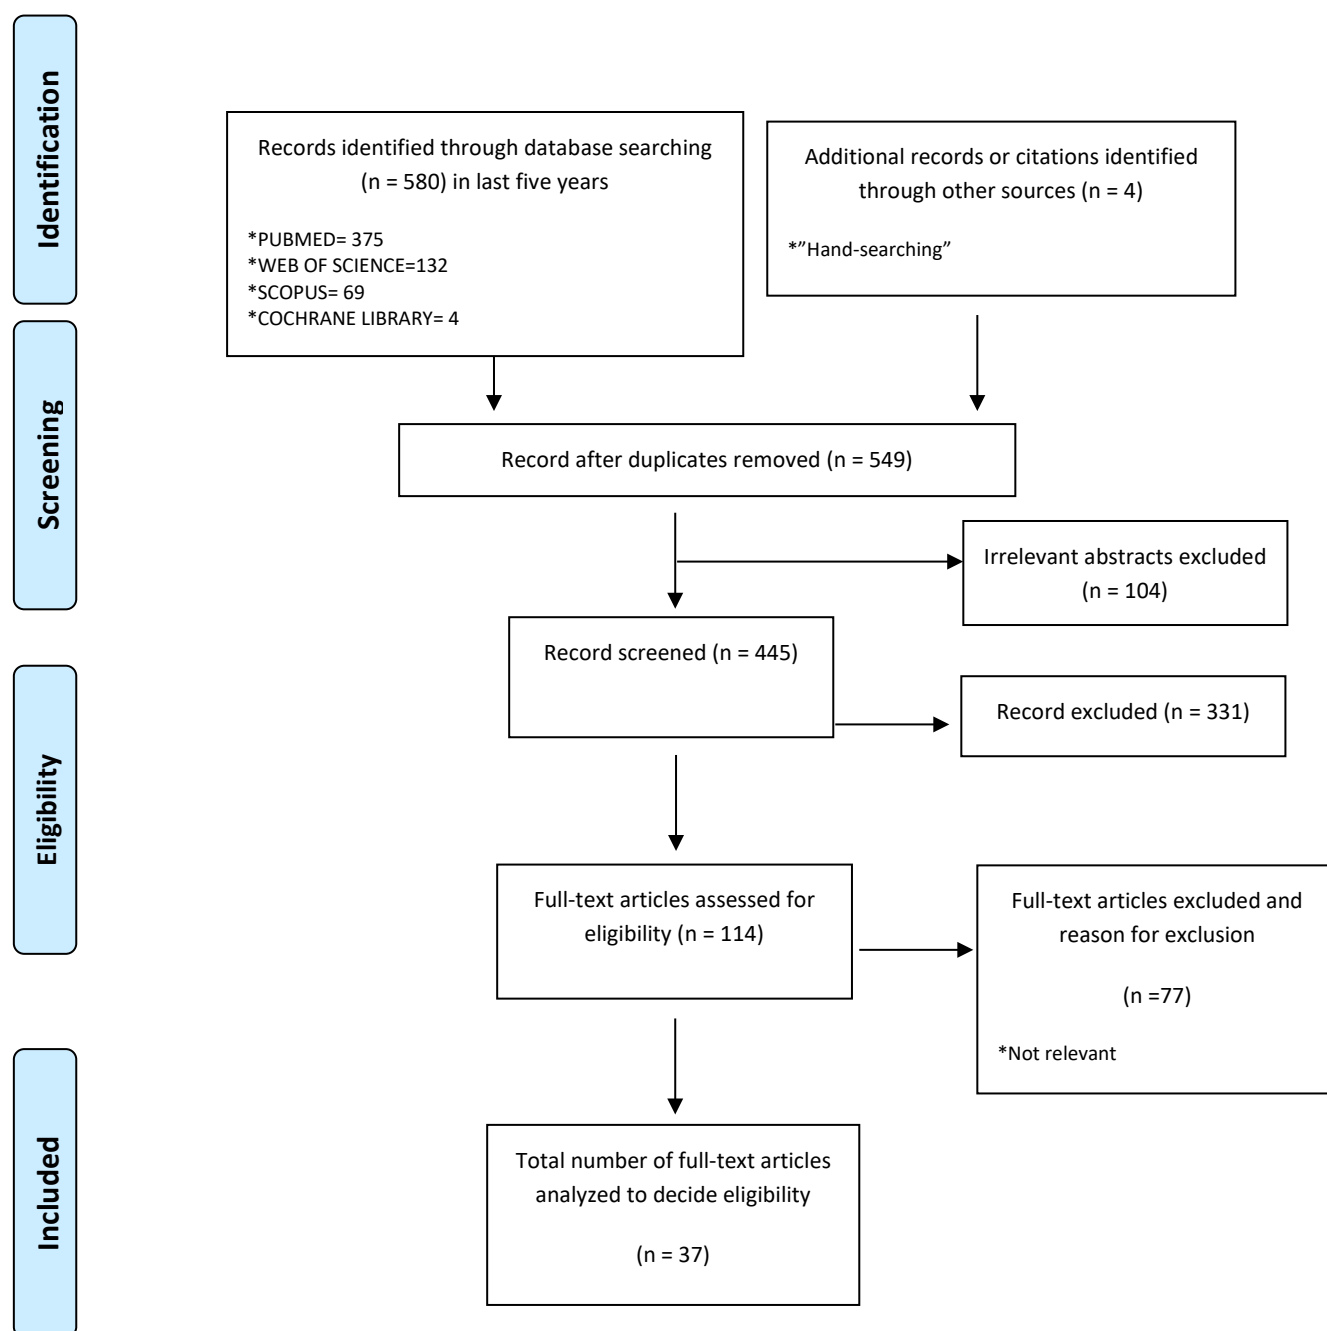 Identification
Records identified through database searching
(n = 580) in last five years
*PUBMED= 375
*WEB OF SCIENCE=132
*SCOPUS= 69
*COCHRANE LIBRARY= 4
Additional records or citations identified
through other sources (n = 4)
*”Hand-searching”
Screening
Record after duplicates removed (n = 549)
Irrelevant abstracts excluded
(n = 104)
Record screened (n = 445)
Record excluded (n = 331)
Eligibility
Full-text articles assessed for
eligibility (n = 114)
Full-text articles excluded and
reason for exclusion
(n =77)
*Not relevant
Included
Total number of full-text articles
analyzed to decide eligibility
(n = 37)